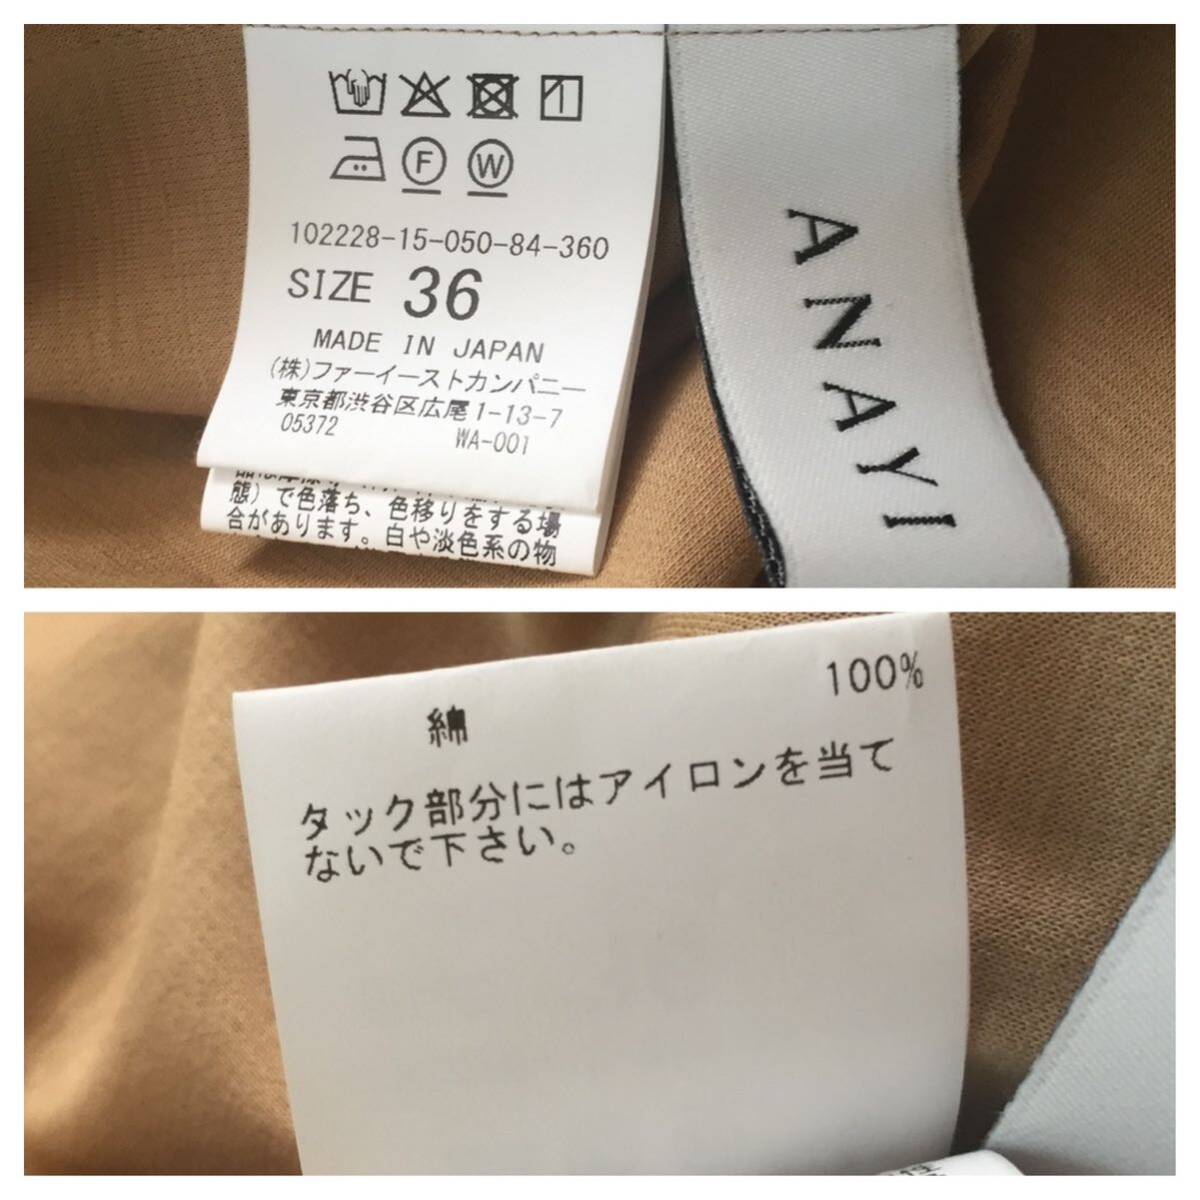 F W
102228-15-050-84-360
SIZE 36
MADE IN JAPAN
(株)ファーイーストカンパニー
東京都渋谷区広尾1-13-7
05372 WA-001
態)で色落ち、色移りをする場
合があります。白や淡色系の物
ANAYI
綿 100%
タック部分にはアイロンを当て
ないで下さい。